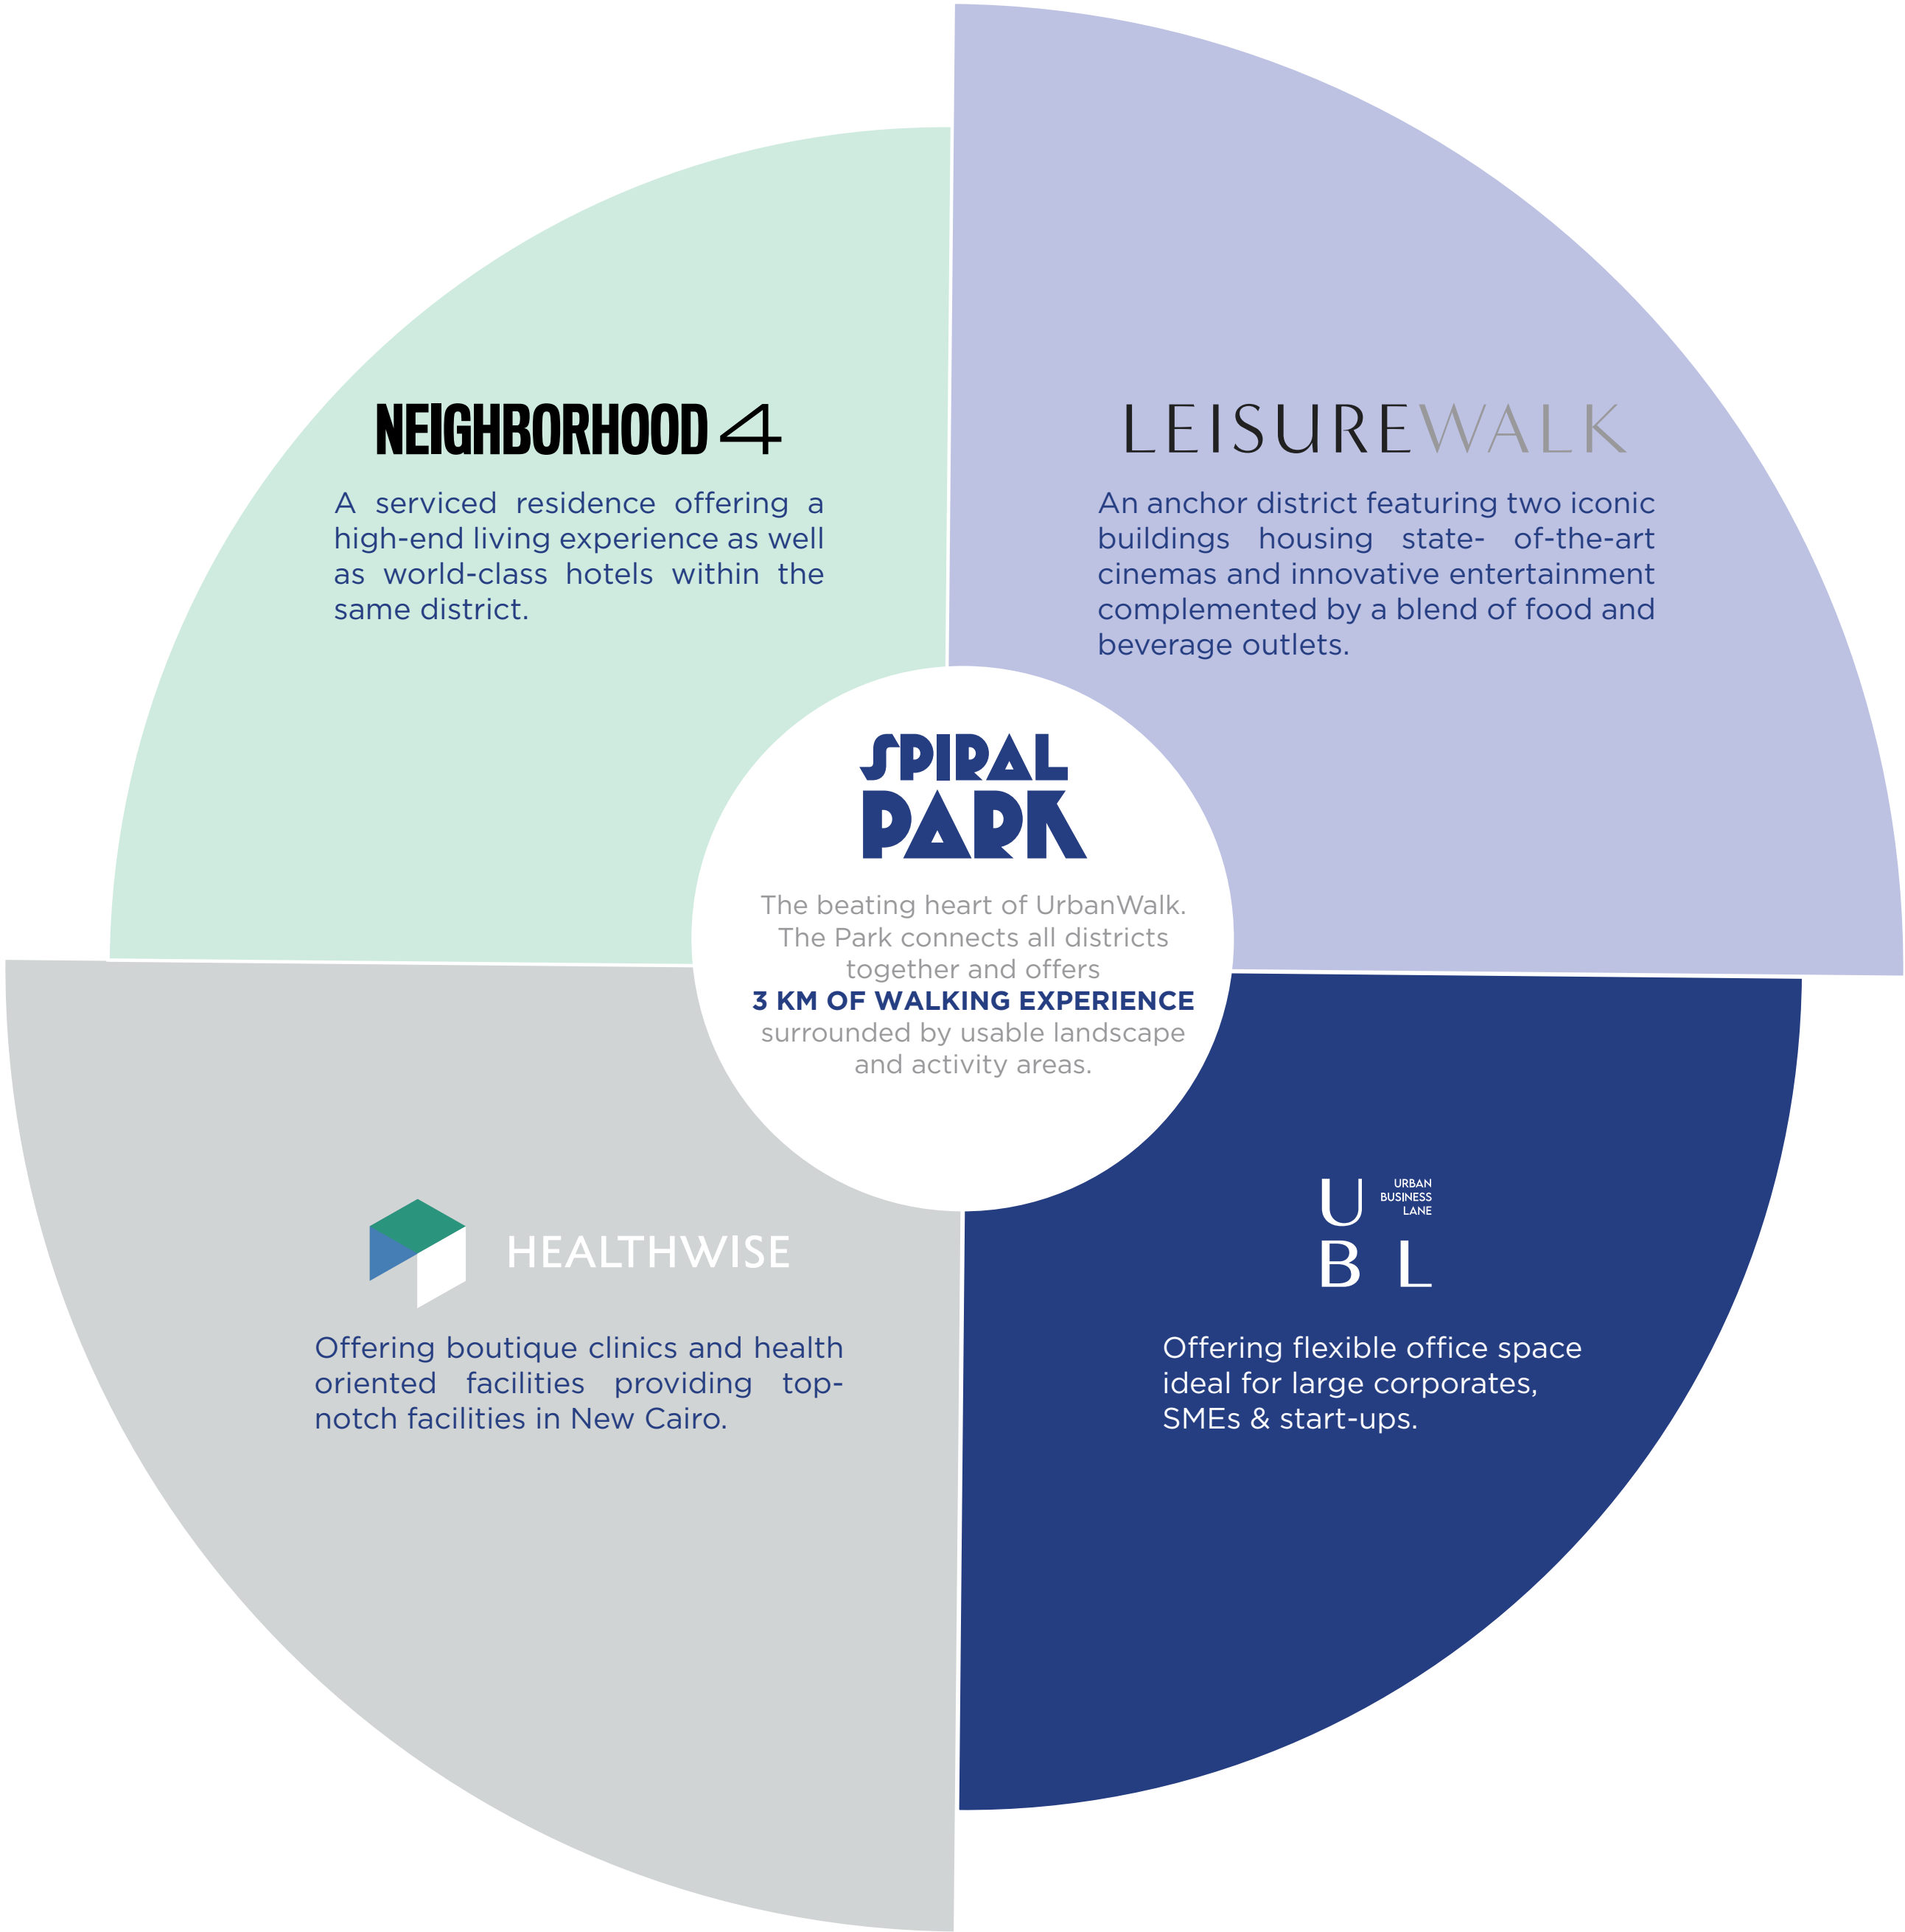 NEIGHBORHOOD 4
A serviced residence offering a
high-end living experience as well
as world-class hotels within the
same district.
LEISUREWALK
An anchor district featuring two iconic
buildings housing state- of-the-art
cinemas and innovative entertainment
complemented by a blend of food and
beverage outlets.
SPIRAL
PARK
The beating heart of UrbanWalk.
The Park connects all districts
together and offers
3 KM OF WALKING EXPERIENCE
surrounded by usable landscape
and activity areas.
HEALTHWISE
Offering boutique clinics and health
oriented facilities providing top-
notch facilities in New Cairo.
U
URBAN
BUSINESS
LANE
B L
Offering flexible office space
ideal for large corporates,
SMEs & start-ups.